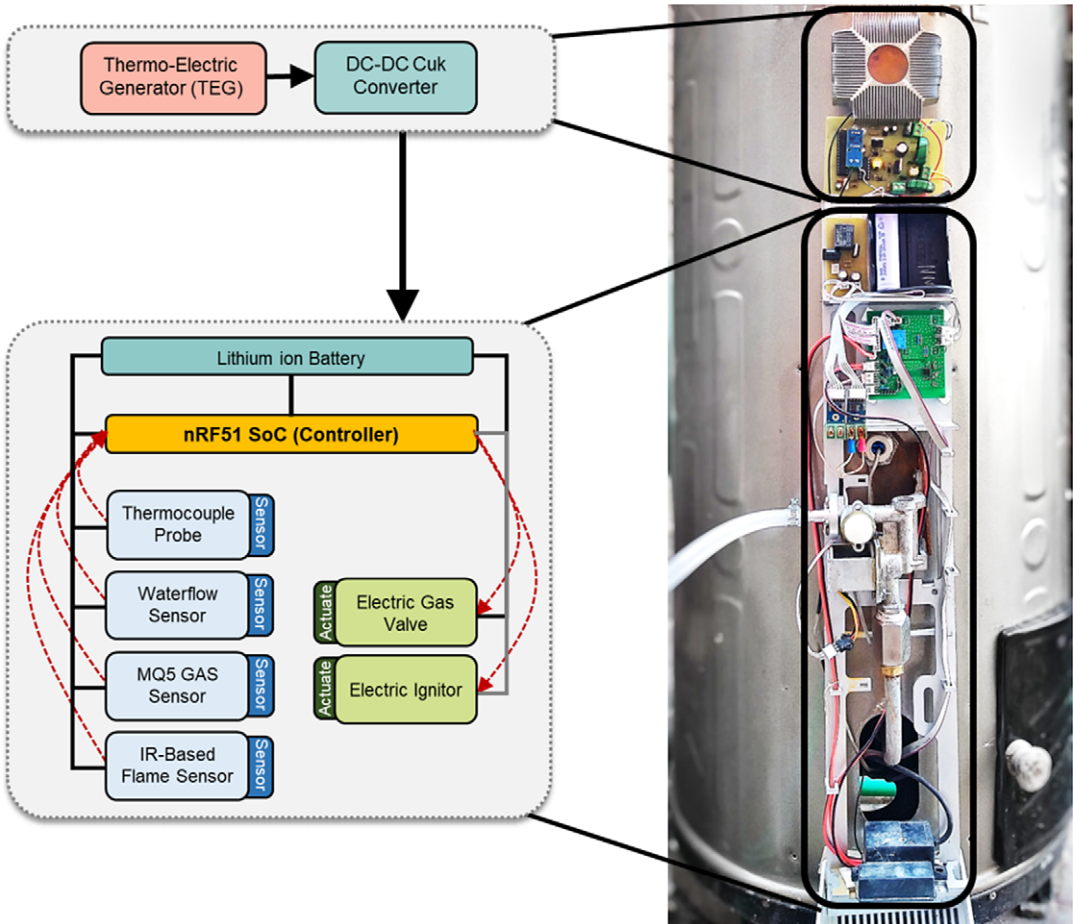 Thermo-Electric
Generator (TEG)
DC-DC Cuk
Converter
Lithium ion Battery
nRF51 SoC (Controller)
Thermocouple
Probe
Sensor
Waterflow
Sensor
Sensor
Actuate
Electric Gas
Valve
MQ5 GAS
Sensor
Sensor
Actuate
Electric Ignitor
IR-Based
Flame Sensor
Sensor